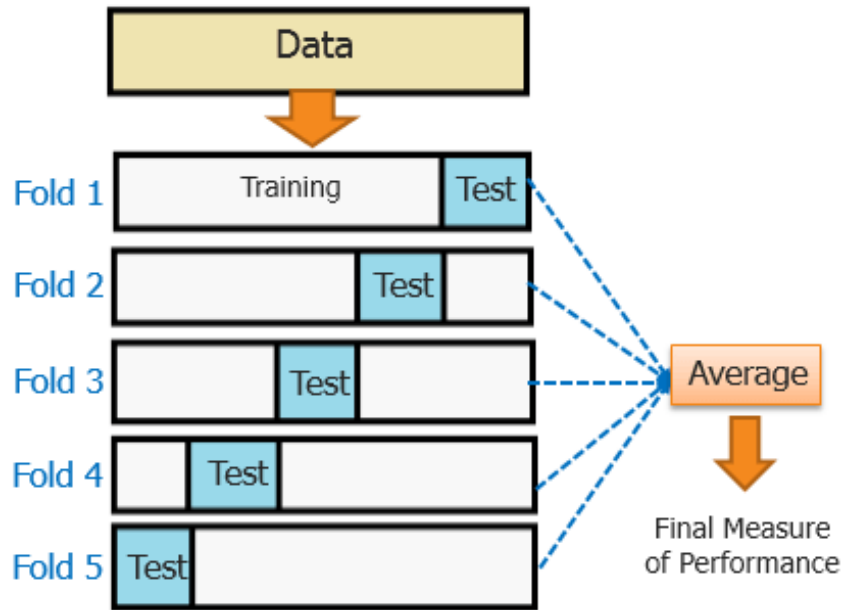 Data
Fold 1
Training
Test
Fold 2
Test
Fold 3
Test
Average
Fold 4
Test
Final Measure
of Performance
Fold 5
Test